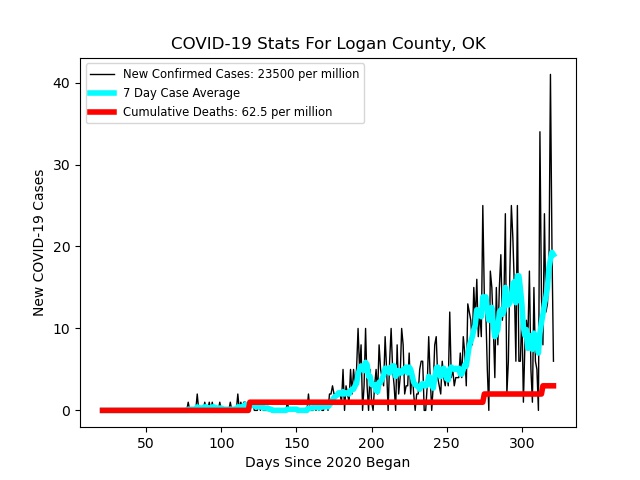 COVID-19 Stats For Logan County, OK
New Confirmed Cases: 23500 per million
7 Day Case Average
Cumulative Deaths: 62.5 per million
New COVID-19 Cases
40
30
20
10
0
50 100 150 200 250 300
Days Since 2020 Began